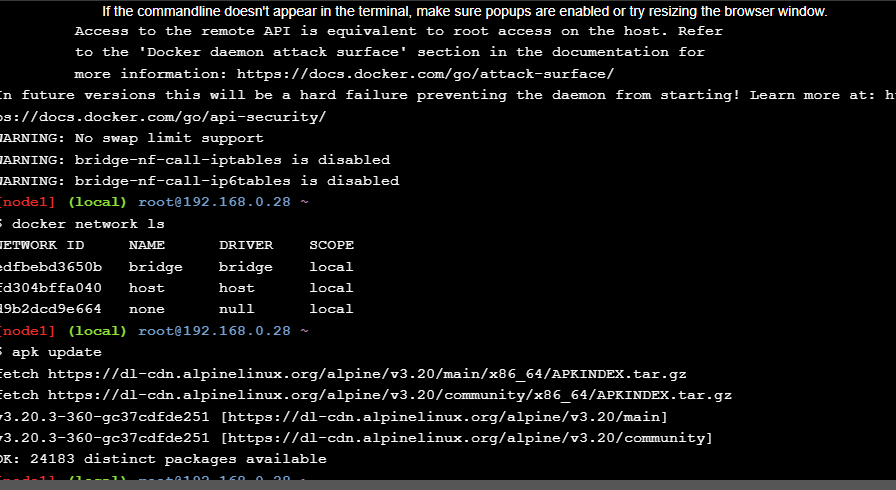 If the commandline doesn't appear in the terminal, make sure popups are enabled or try resizing the browser window.
Access to the remote API is equivalent to root access on the host. Refer
to the 'Docker daemon attack surface' section in the documentation for
more information: https://docs.docker.com/go/attack-surface/
In future versions this will be a hard failure preventing the daemon from starting! Learn more at: ht
ps://docs.docker.com/go/api-security/
WARNING: No swap limit support
WARNING: bridge-nf-call-iptables is disabled
WARNING: bridge-nf-call-ip6tables is disabled
[node1] (local) root@192.168.0.28 ~
$ docker network ls
NETWORK ID NAME DRIVER SCOPE
edfbebd3650b bridge bridge local
fd304bffa040 host host local
d9b2dcd9e664 none null local
[node1] (local) root@192.168.0.28 ~
$ apk update
fetch https://dl-cdn.alpinelinux.org/alpine/v3.20/main/x86_64/APKINDEX.tar.gz
fetch https://dl-cdn.alpinelinux.org/alpine/v3.20/community/x86_64/APKINDEX.tar.gz
v3.20.3-360-gc37cdfde251 [https://dl-cdn.alpinelinux.org/alpine/v3.20/main]
v3.20.3-360-gc37cdfde251 [https://dl-cdn.alpinelinux.org/alpine/v3.20/community]
OK: 24183 distinct packages available
[node1] (local) root@192.168.0.28 ~